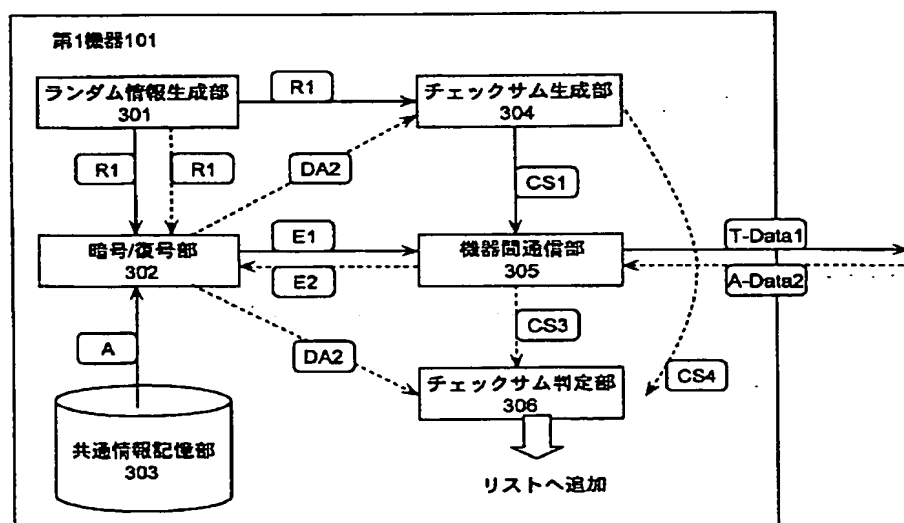 第1機器101
ランダム情報生成部
301
R1
チェックサム生成部
304
R1
R1
DA2
CS1
暗号/復号部
302
E1
E2
機器間通信部
305
T-Data1
A-Data2
A
DA2
CS3
CS4
チェックサム判定部
306
共通情報記憶部
303
リストへ追加